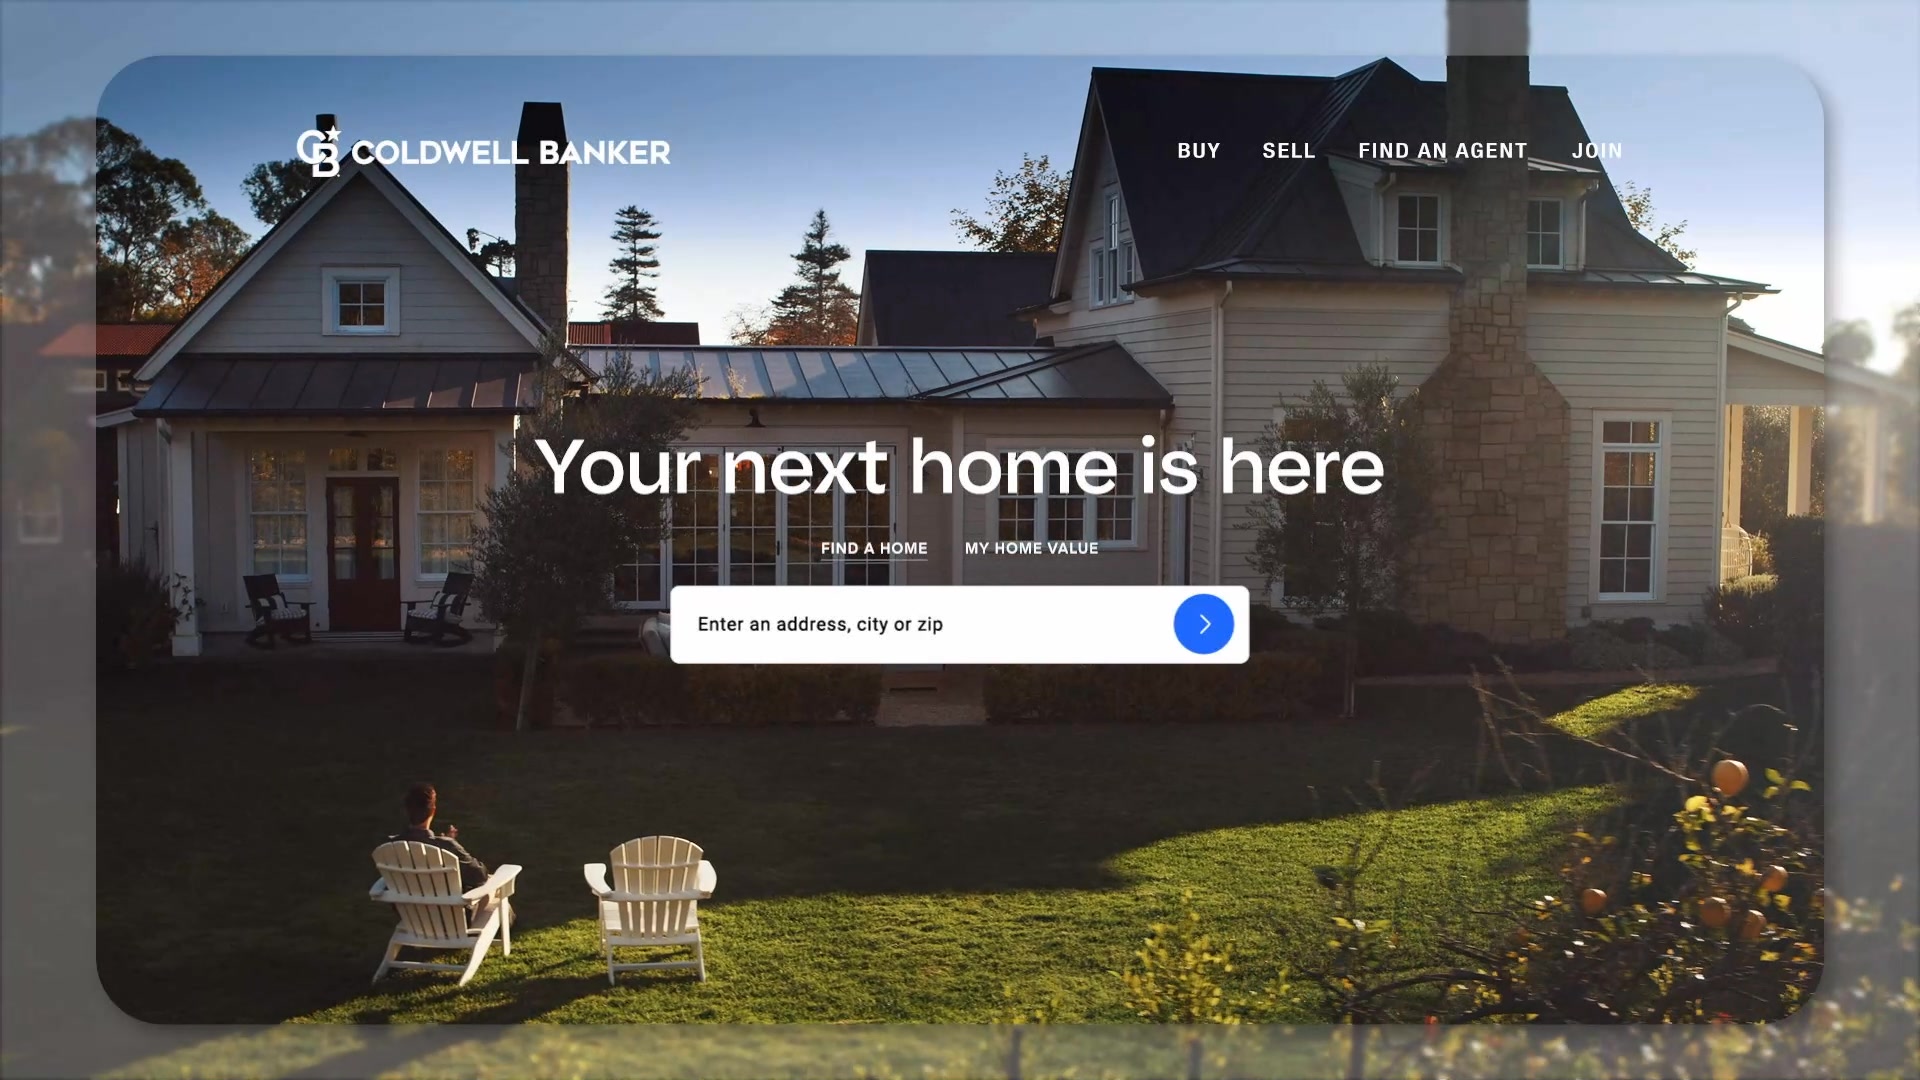 CB COLDWELL BANKER
BUY SELL FIND AN AGENT JOIN
Your next home is here
FIND A HOME MY HOME VALUE
Enter an address, city or zip